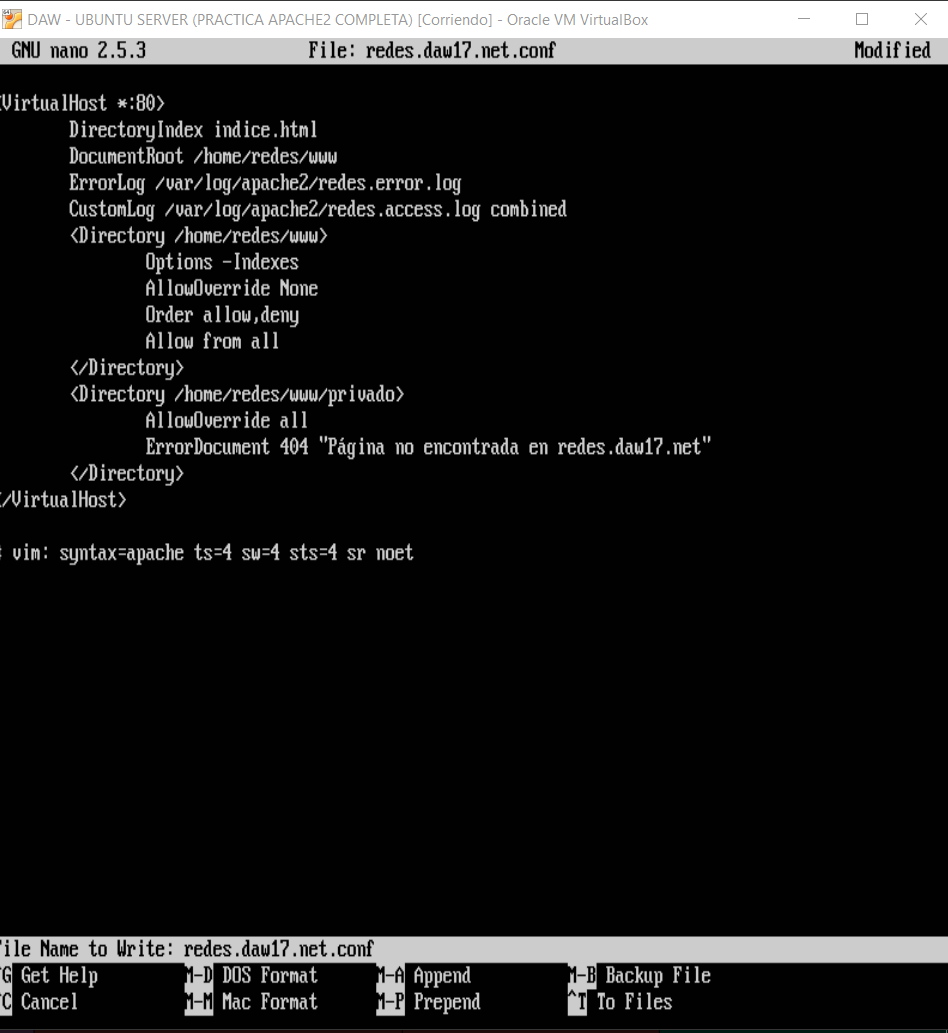 DAW - UBUNTU SERVER (PRACTICA APACHE2 COMPLETA) [Corriendo] - Oracle VM VirtualBox
GNU nano 2.5.3 File: redes.daw17.net.conf Modified
<VirtualHost *:80>
DirectoryIndex indice.html
DocumentRoot /home/redes/www
ErrorLog /var/log/apache2/redes.error.log
CustomLog /var/log/apache2/redes.access.log combined
<Directory /home/redes/www>
Options -Indexes
AllowOverride None
Order allow,deny
Allow from all
</Directory>
<Directory /home/redes/www/privado>
AllowOverride all
ErrorDocument 404 "Página no encontrada en redes.daw17.net"
</Directory>
</VirtualHost>
# vim: syntax=apache ts=4 sw=4 sts=4 sr noet
File Name to Write: redes.daw17.net.conf
^G Get Help M-D DOS Format M-A Append M-B Backup File
^C Cancel M-M Mac Format M-P Prepend ^T To Files